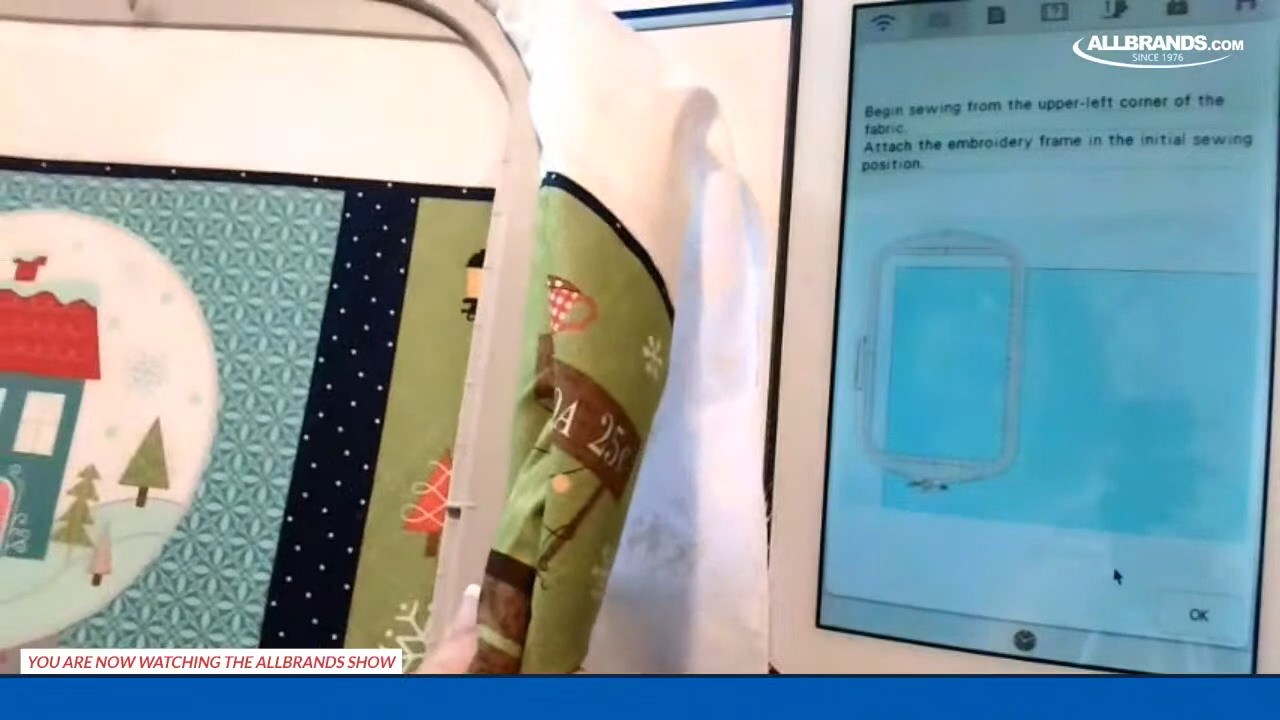 ALLBRANDS.COM
SINCE 1976
Begin sewing from the upper-left corner of the
fabric.
Attach the embroidery frame in the initial sewing
position.
25¢
OK
YOU ARE NOW WATCHING THE ALLBRANDS SHOW